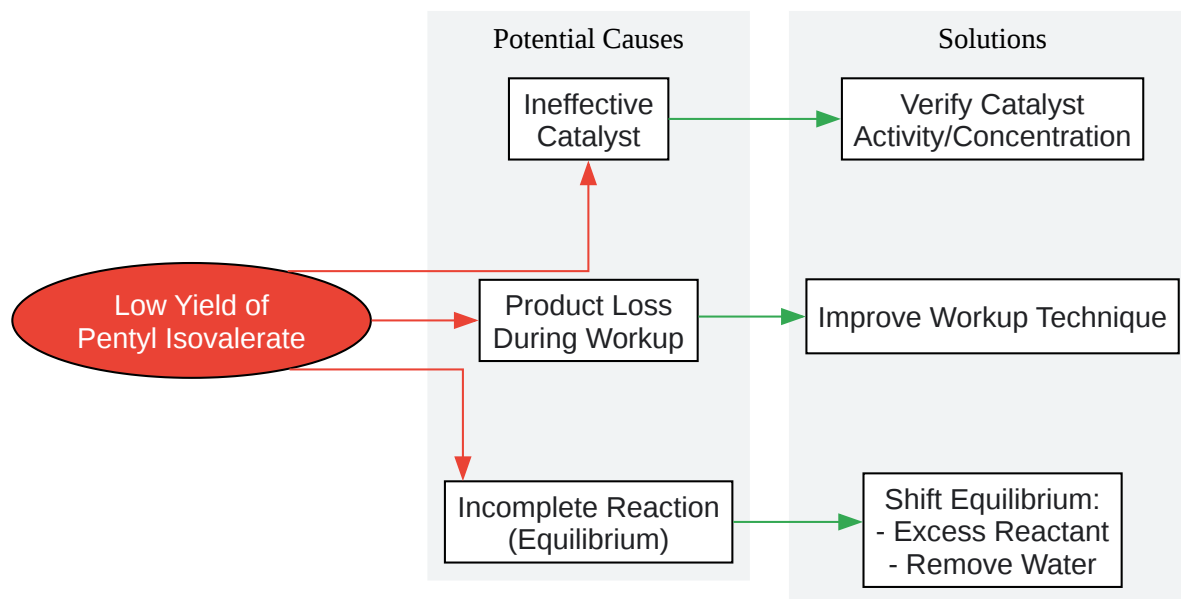 Potential Causes
Solutions
Ineffective
Catalyst
Verify Catalyst
Activity/Concentration
Low Yield of
Pentyl Isovalerate
Product Loss
During Workup
Improve Workup Technique
Incomplete Reaction
(Equilibrium)
Shift Equilibrium:
- Excess Reactant
- Remove Water